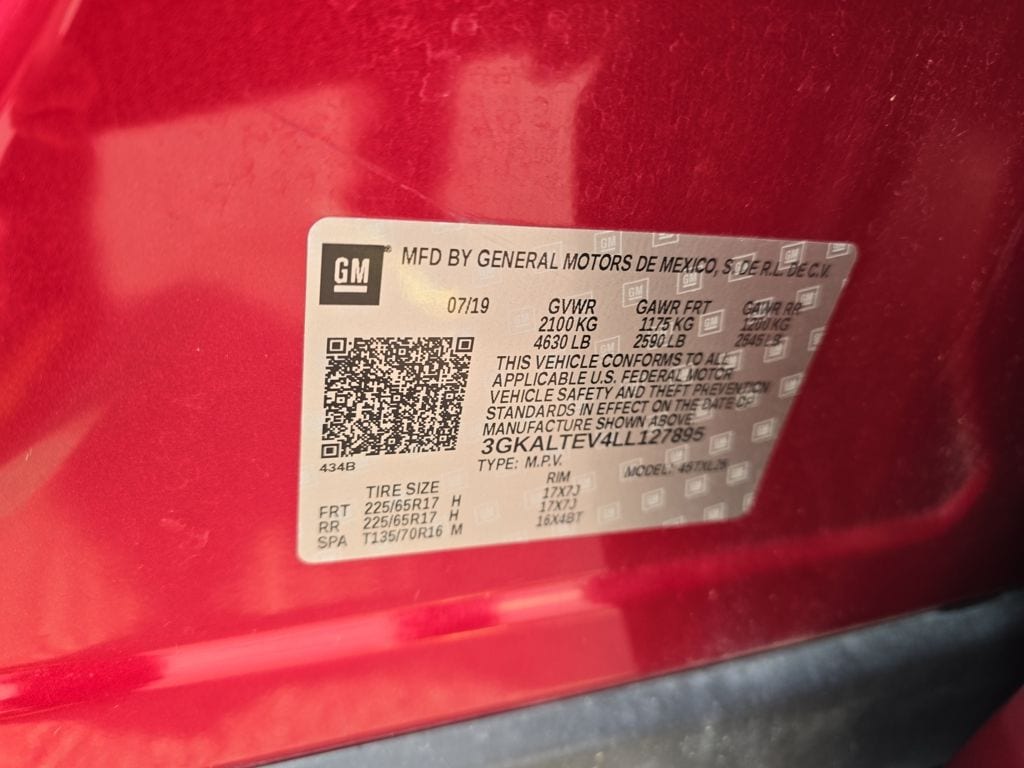 GM
MFD BY GENERAL MOTORS DE MEXICO, S. DE R.L. DE C.V.
07/19 GVWR GAWR FRT GAWR RR
2100 KG 1175 KG 1200 KG
4630 LB 2590 LB 2645 LB
THIS VEHICLE CONFORMS TO ALL
APPLICABLE U.S. FEDERAL MOTOR
VEHICLE SAFETY AND THEFT PREVENTION
STANDARDS IN EFFECT ON THE DATE OF
MANUFACTURE SHOWN ABOVE.
3GKALTEV4LL127895
434B
TYPE: M.P.V. MODEL:
TIRE SIZE RIM
FRT 225/65R17 H 17X7J
RR 225/65R17 H 17X7J
SPA T135/70R16 M 16X4BT